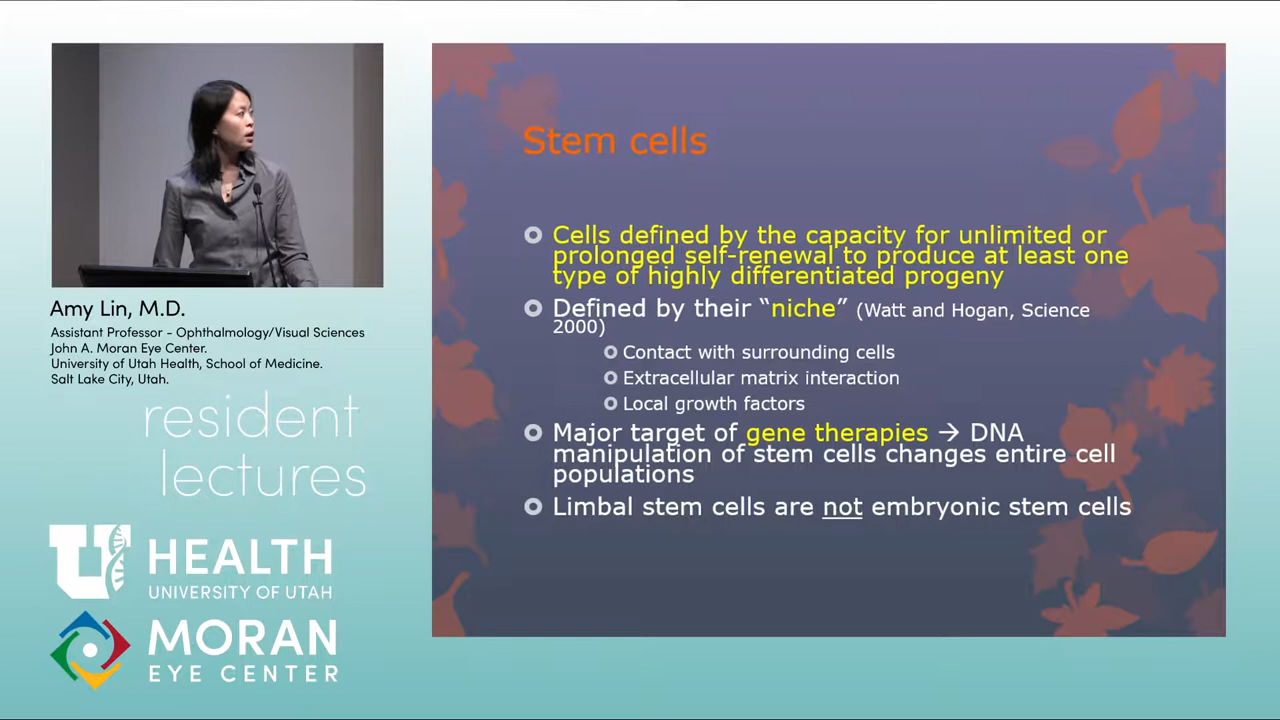 Amy Lin, M.D.
Assistant Professor - Ophthalmology/Visual Sciences
John A. Moran Eye Center.
University of Utah Health, School of Medicine.
Salt Lake City, Utah.
resident
lectures
U HEALTH
UNIVERSITY OF UTAH
MORAN
EYE CENTER
Stem cells
Cells defined by the capacity for unlimited or
prolonged self-renewal to produce at least one
type of highly differentiated progeny
Defined by their “niche” (Watt and Hogan, Science
2000)
Contact with surrounding cells
Extracellular matrix interaction
Local growth factors
Major target of gene therapies → DNA
manipulation of stem cells changes entire cell
populations
Limbal stem cells are not embryonic stem cells